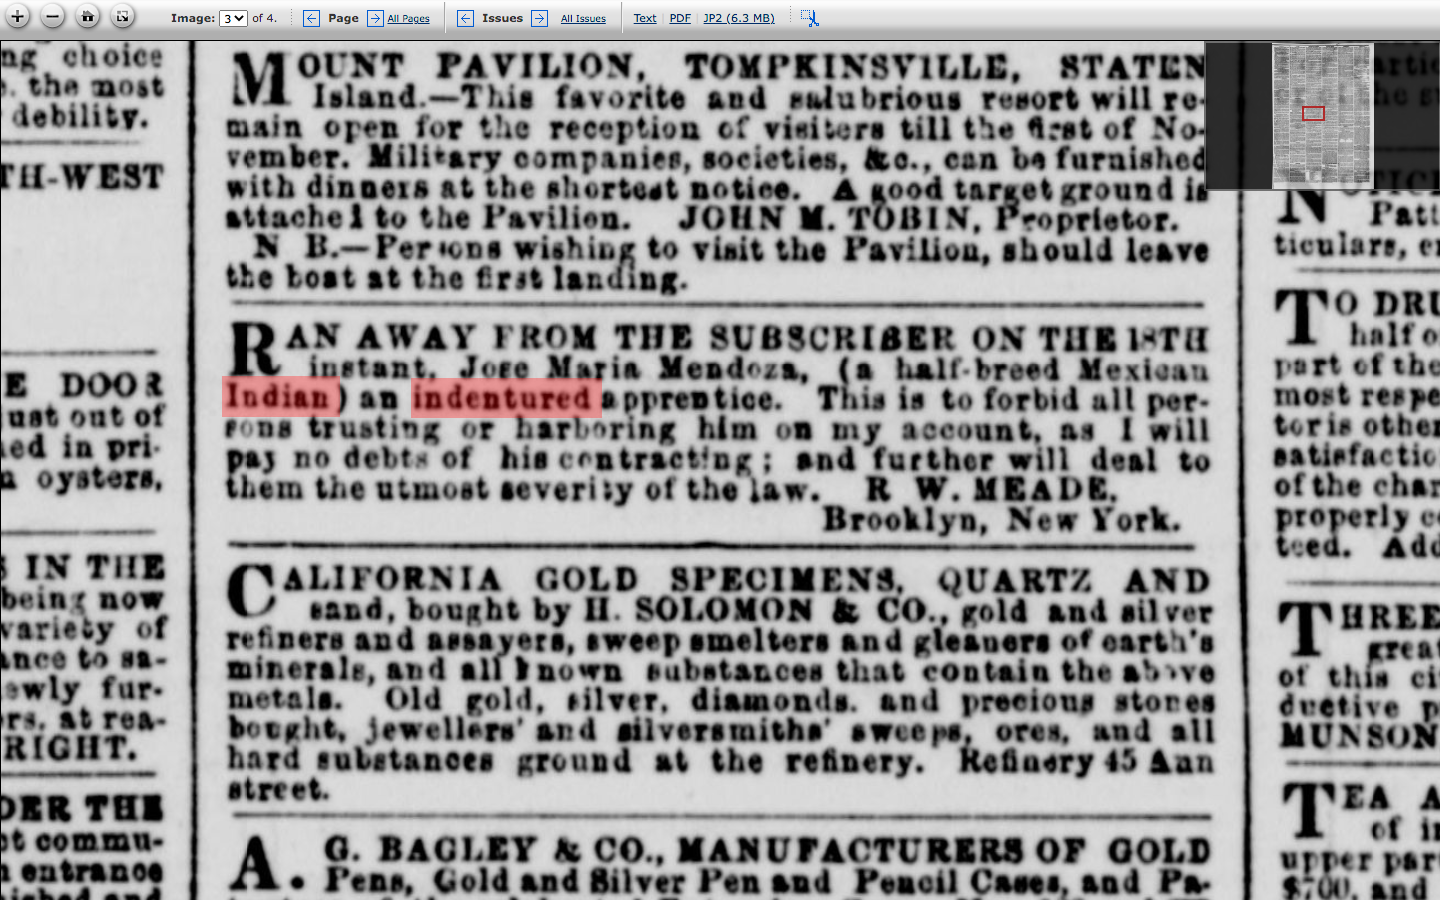 Image: 3 of 4. Page All Pages Issues All Issues Text PDF JP2 (6.3 MB)
ng choice
e. the most
debility.
TH-WEST
E DOOR
ust out of
ed in pri-
n oysters,
S IN THE
being now
variety of
ance to sa-
ewly fur-
rs. at rea-
RIGHT.
DER THE
ct commu-
n entrance
nished and
MOUNT PAVILION, TOMPKINSVILLE, STATEN
Island.—This favorite and salubrious resort will re-
main open for the reception of visiters till the first of No-
vember. Military companies, societies, &c., can be furnished
with dinners at the shortest notice. A good target ground is
attached to the Pavilion. JOHN M. TOBIN, Proprietor.
N B.—Persons wishing to visit the Pavilion, should leave
the boat at the first landing.
RAN AWAY FROM THE SUBSCRIBER ON THE 18TH
instant, Jose Maria Mendoza, (a half-breed Mexican
Indian) an indentured apprentice. This is to forbid all per-
sons trusting or harboring him on my account, as I will
pay no debts of his contracting; and further will deal to
them the utmost severity of the law. R W. MEADE,
Brooklyn, New York.
CALIFORNIA GOLD SPECIMENS, QUARTZ AND
sand, bought by H. SOLOMON & CO., gold and silver
refiners and assayers, sweep smelters and gleaners of earth's
minerals, and all known substances that contain the above
metals. Old gold, silver, diamonds, and precious stones
bought, jewellers' and silversmiths' sweeps, ores, and all
hard substances ground at the refinery. Refinery 45 Ann
street.
A. G. BAGLEY & CO., MANUFACTURERS OF GOLD
Pens, Gold and Silver Pen and Pencil Cases, and Pa-
NOTICE
Patt
ticulars, e
TO DRU
half o
part of the
most respe
tor is other
satisfactio
of the char
properly c
teed. Add
THREE
great
of this ci
ductive p
MUNSON
TEA A
of i
upper par
$700, and